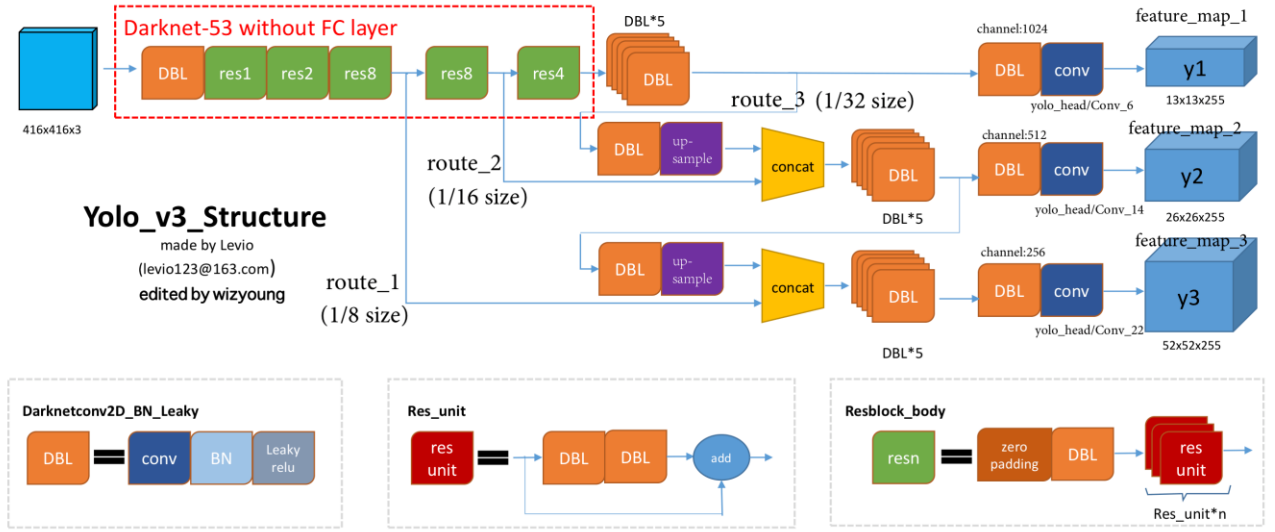 Darknet-53 without FC layer
DBL*5
channel:1024
feature_map_1
DBL
res1
res2
res8
res8
res4
DBL
DBL
conv
y1
416x416x3
route_3 (1/32 size)
yolo_head/Conv_6
13x13x255
feature_map_2
channel:512
DBL
up-
sample
concat
DBL
DBL
conv
y2
route_2
(1/16 size)
DBL*5
yolo_head/Conv_14
26x26x255
Yolo_v3_Structure
made by Levio
(levio123@163.com)
edited by wizyoung
feature_map_3
channel:256
DBL
up-
sample
concat
DBL
DBL
conv
y3
route_1
(1/8 size)
yolo_head/Conv_22
52x52x255
DBL*5
Darknetconv2D_BN_Leaky
DBL
conv
BN
Leaky
relu
Res_unit
res
unit
DBL
DBL
add
Resblock_body
resn
zero
padding
DBL
res
unit
Res_unit*n